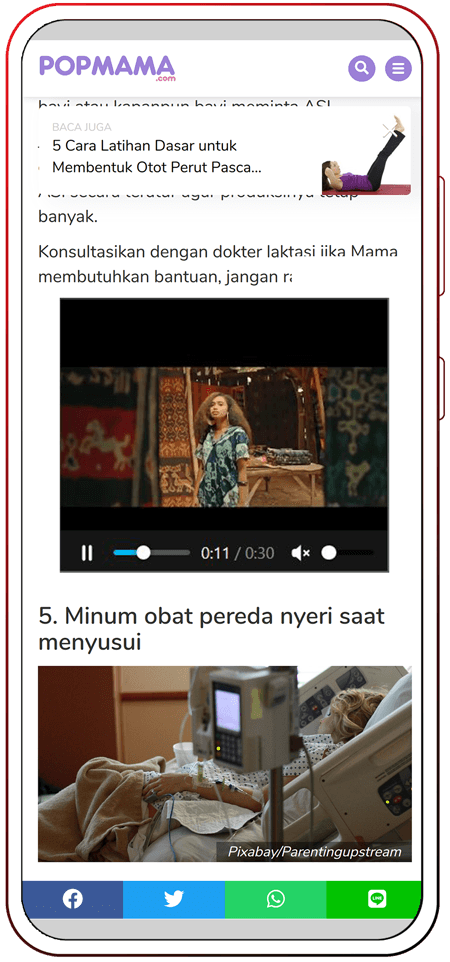 POPMAMA
.com
bayi atau kapanpun bayi meminta ASI
BACA JUGA
5 Cara Latihan Dasar untuk
Membentuk Otot Perut Pasca...
ASI secara teratur agar produksinya tetap
banyak.
Konsultasikan dengan dokter laktasi jika Mama
membutuhkan bantuan, jangan ra
0:11 / 0:30
5. Minum obat pereda nyeri saat
menyusui
Pixabay/Parentingupstream
LINE